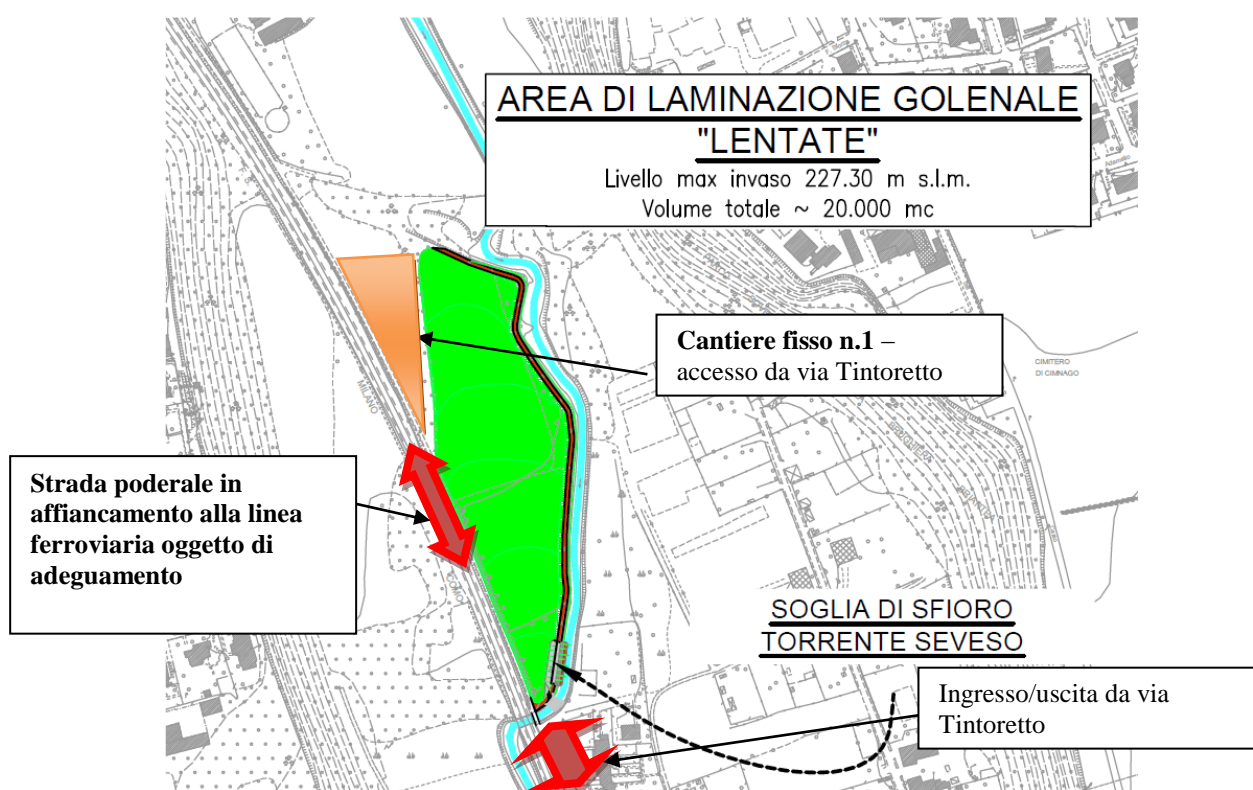 AREA DI LAMINAZIONE GOLENALE
"LENTATE"
Livello max invaso 227.30 m s.l.m.
Volume totale ~ 20.000 mc
Cantiere fisso n.1 –
accesso da via Tintoretto
CIMITERO
DI CIMNAGO
MILANO
Strada poderale in
affiancamento alla linea
ferroviaria oggetto di
adeguamento
COMO
BRUGHIERA
BRIANTEA
SOGLIA DI SFIORO
TORRENTE SEVESO
Ingresso/uscita da via
Tintoretto